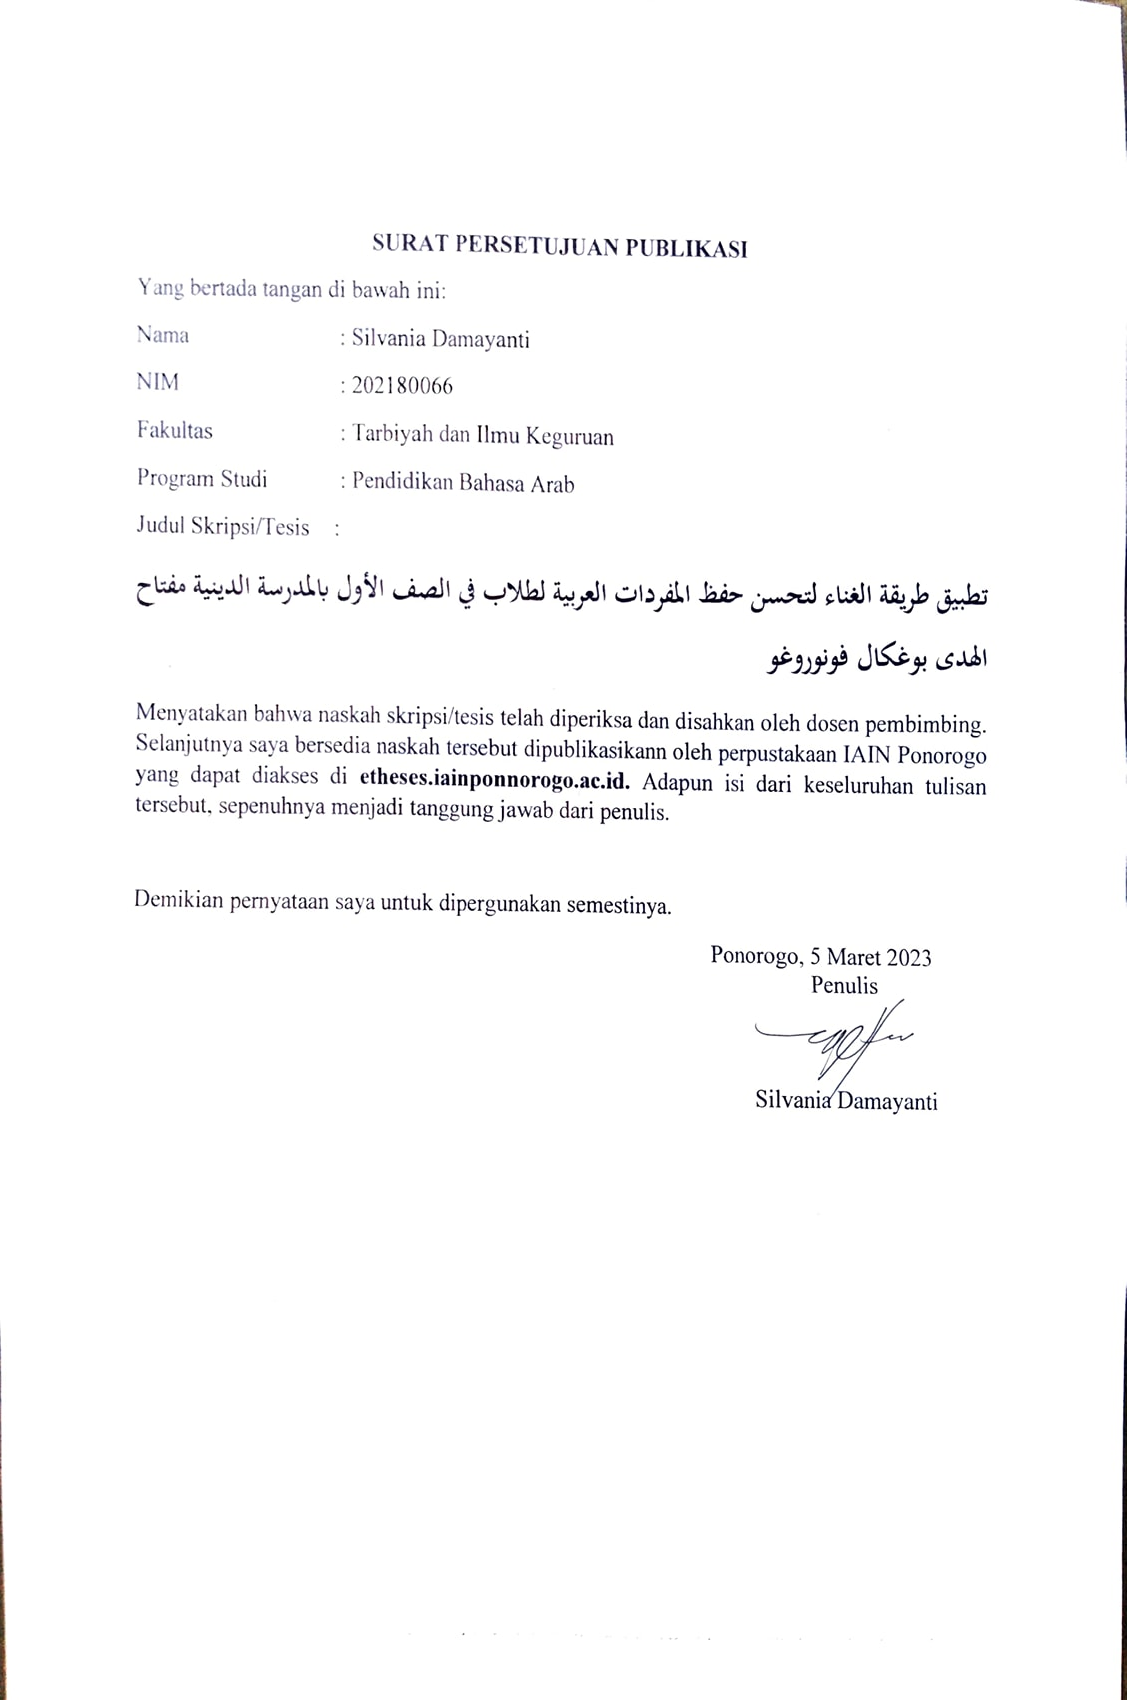 SURAT PERSETUJUAN PUBLIKASI
Yang bertada tangan di bawah ini:
Nama : Silvania Damayanti
NIM : 202180066
Fakultas : Tarbiyah dan Ilmu Keguruan
Program Studi : Pendidikan Bahasa Arab
Judul Skripsi/Tesis :
تطبيق طريقة الغناء لتحسن حفظ المفردات العربية لطلاب في الصف الأول بالمدرسة الدينية مفتاح
الهدى بوغكال فونوروغو
Menyatakan bahwa naskah skripsi/tesis telah diperiksa dan disahkan oleh dosen pembimbing.
Selanjutnya saya bersedia naskah tersebut dipublikasikann oleh perpustakaan IAIN Ponorogo
yang dapat diakses di etheses.iainponnorogo.ac.id. Adapun isi dari keseluruhan tulisan
tersebut, sepenuhnya menjadi tanggung jawab dari penulis.
Demikian pernyataan saya untuk dipergunakan semestinya.
Ponorogo, 5 Maret 2023
Penulis
Silvania Damayanti